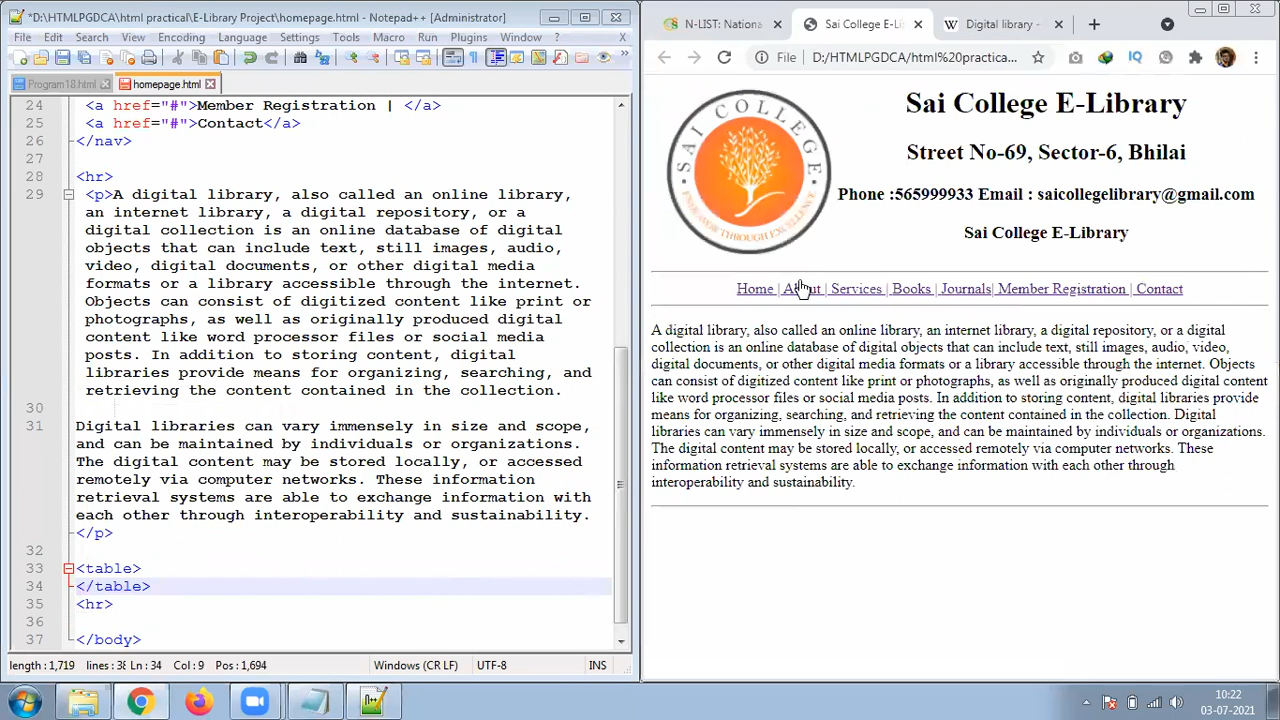 *D:\HTMLPGDCA\html practical\E-Library Project\homepage.html - Notepad++ [Administrator]
File Edit Search View Encoding Language Settings Tools Macro Run Plugins Window ?
Program18.html homepage.html
24 <a href="#">Member Registration | </a>
25 <a href="#">Contact</a>
26 </nav>
27
28 <hr>
29 <p>A digital library, also called an online library,
an internet library, a digital repository, or a
digital collection is an online database of digital
objects that can include text, still images, audio,
video, digital documents, or other digital media
formats or a library accessible through the internet.
Objects can consist of digitized content like print or
photographs, as well as originally produced digital
content like word processor files or social media
posts. In addition to storing content, digital
libraries provide means for organizing, searching, and
retrieving the content contained in the collection.
30
31 Digital libraries can vary immensely in size and scope,
and can be maintained by individuals or organizations.
The digital content may be stored locally, or accessed
remotely via computer networks. These information
retrieval systems are able to exchange information with
each other through interoperability and sustainability.
</p>
32
33 <table>
34 </table>
35 <hr>
36
37 </body>
length : 1,719 lines : 38 Ln : 34 Col : 9 Pos : 1,694 Windows (CR LF) UTF-8 INS
N-LIST: Nationa Sai College E-Li Digital library -
File D:/HTMLPGDCA/html%20practica...
SAI COLLEGE
Sai College E-Library
Street No-69, Sector-6, Bhilai
Phone :565999933 Email : saicollegelibrary@gmail.com
Sai College E-Library
Home | About | Services | Books | Journals| Member Registration | Contact
A digital library, also called an online library, an internet library, a digital repository, or a digital
collection is an online database of digital objects that can include text, still images, audio, video,
digital documents, or other digital media formats or a library accessible through the internet. Objects
can consist of digitized content like print or photographs, as well as originally produced digital content
like word processor files or social media posts. In addition to storing content, digital libraries provide
means for organizing, searching, and retrieving the content contained in the collection. Digital
libraries can vary immensely in size and scope, and can be maintained by individuals or organizations.
The digital content may be stored locally, or accessed remotely via computer networks. These
information retrieval systems are able to exchange information with each other through
interoperability and sustainability.
10:22
03-07-2021